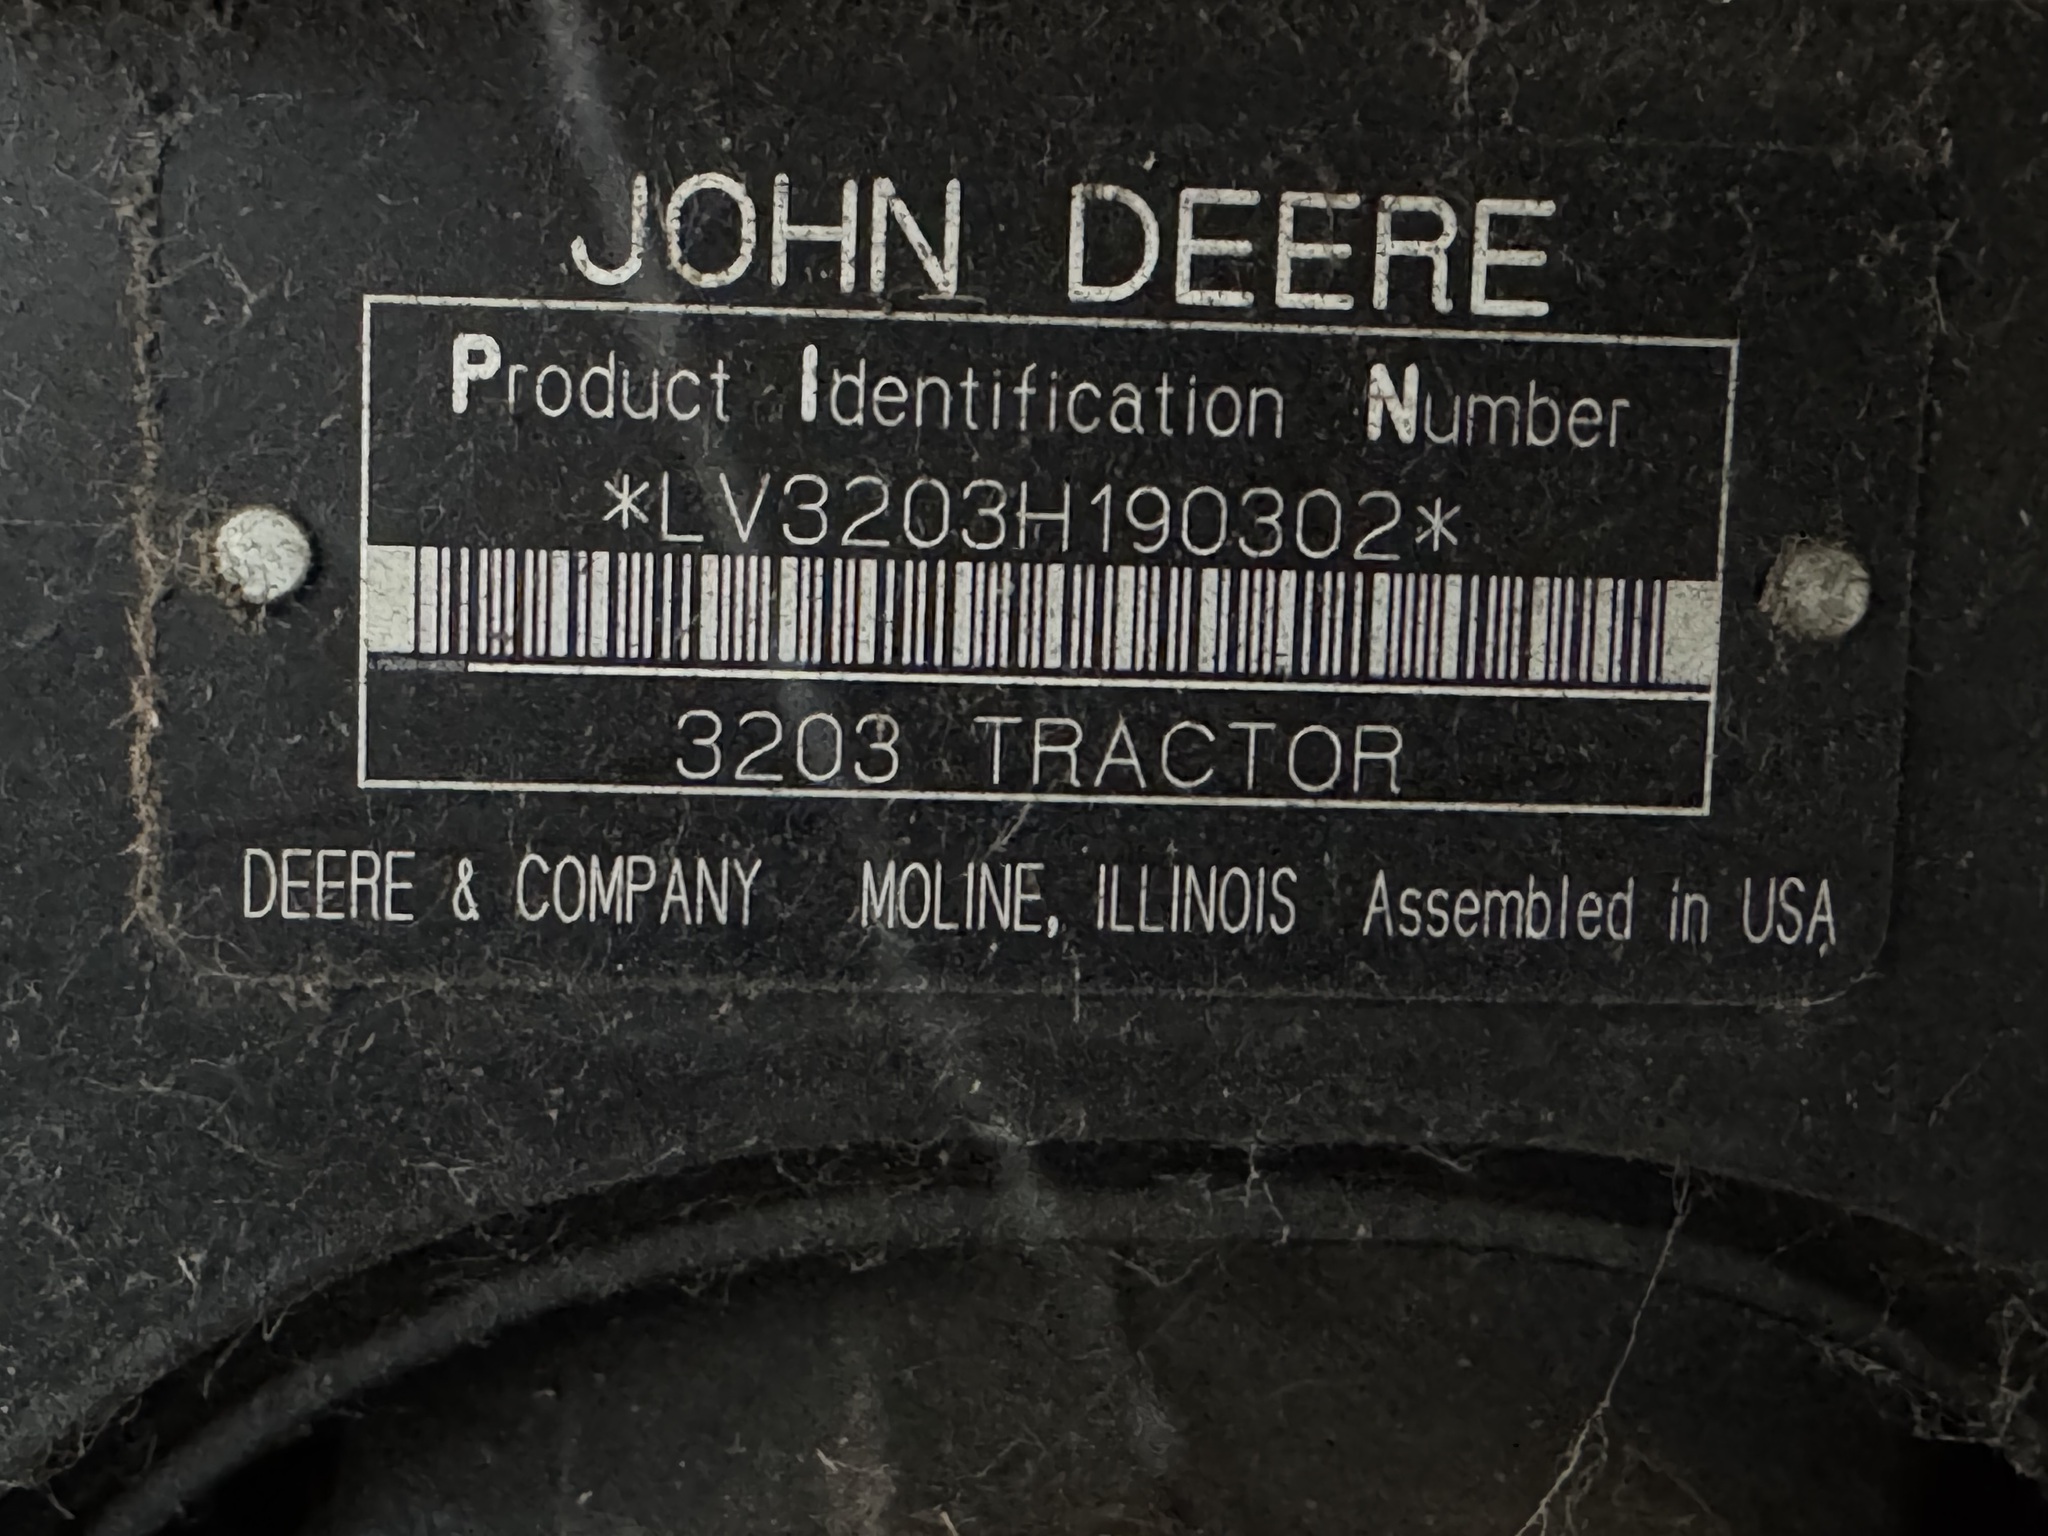 JOHN DEERE
Product Identification Number
*LV3203H190302*
3203 TRACTOR
DEERE & COMPANY MOLINE, ILLINOIS Assembled in USA